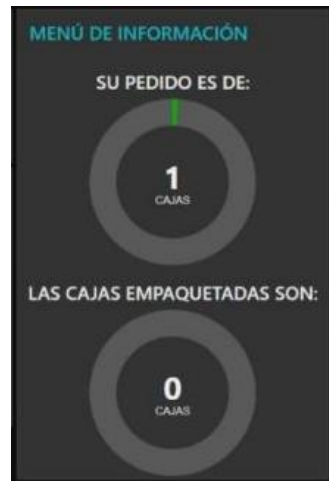 MENÚ DE INFORMACIÓN
SU PEDIDO ES DE:
1
CAJAS
LAS CAJAS EMPAQUETADAS SON:
0
CAJAS